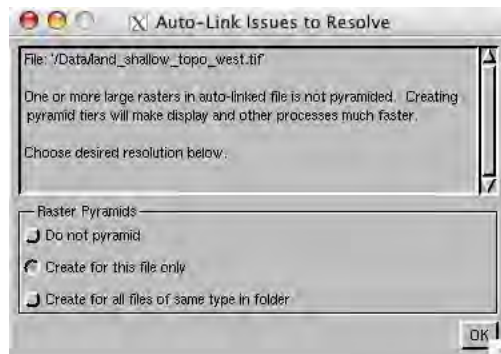 Auto-Link Issues to Resolve
File: '/Data/land_shallow_topo_west.tif'
One or more large rasters in auto-linked file is not pyramided. Creating
pyramid tiers will make display and other processes much faster.
Choose desired resolution below.
Raster Pyramids
Do not pyramid
Create for this file only
Create for all files of same type in folder
OK